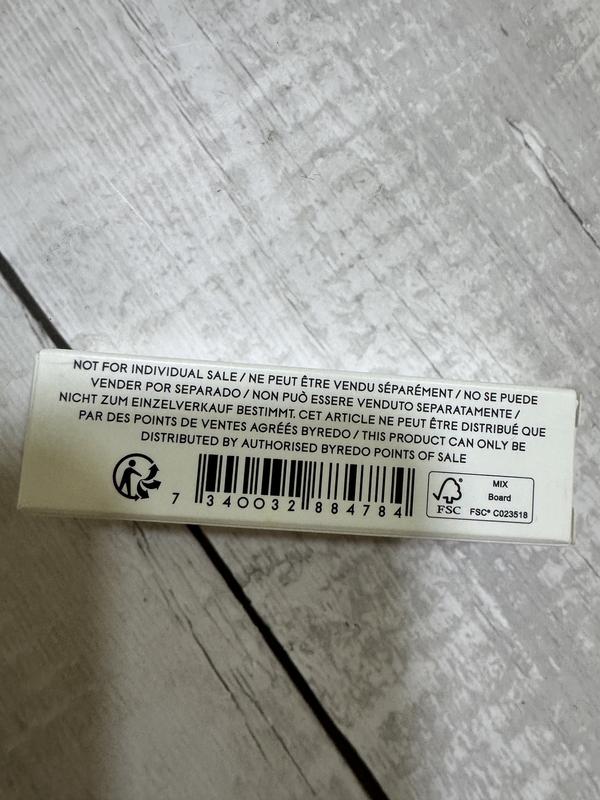 NOT FOR INDIVIDUAL SALE / NE PEUT ÊTRE VENDU SÉPARÉMENT / NO SE PUEDE
VENDER POR SEPARADO / NON PUÒ ESSERE VENDUTO SEPARATAMENTE /
NICHT ZUM EINZELVERKAUF BESTIMMT. CET ARTICLE NE PEUT ÊTRE DISTRIBUÉ QUE
PAR DES POINTS DE VENTES AGRÉÉS BYREDO / THIS PRODUCT CAN ONLY BE
DISTRIBUTED BY AUTHORISED BYREDO POINTS OF SALE
7 340032 884784
FSC
MIX
Board
FSC® C023518